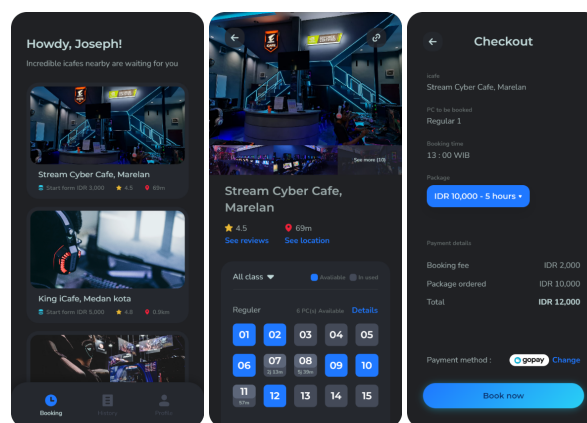 Howdy, Joseph!
Incredible icafes nearby are waiting for you
Stream Cyber Cafe, Marelan
Start form IDR 2,000 4.5 69m
King iCafe, Medan kota
Start form IDR 5,000 4.8 0.9km
Booking
History
Profile
See more (10)
Stream Cyber Cafe,
Marelan
4.5 69m
See reviews See location
All class Available In used
Reguler 6 PC(s) Available Details
01 02 03 04 05
06 07 08 09 10
11 12 13 14 15
57m
Checkout
Stream Cyber Cafe, Marelan
PC to be booked
Regular 1
Booking time
13 : 00 WIB
Package
IDR 10,000 - 5 hours
Payment details
Booking fee IDR 2,000
Package ordered IDR 10,000
Total IDR 12,000
Payment method : gopay Change
Book now